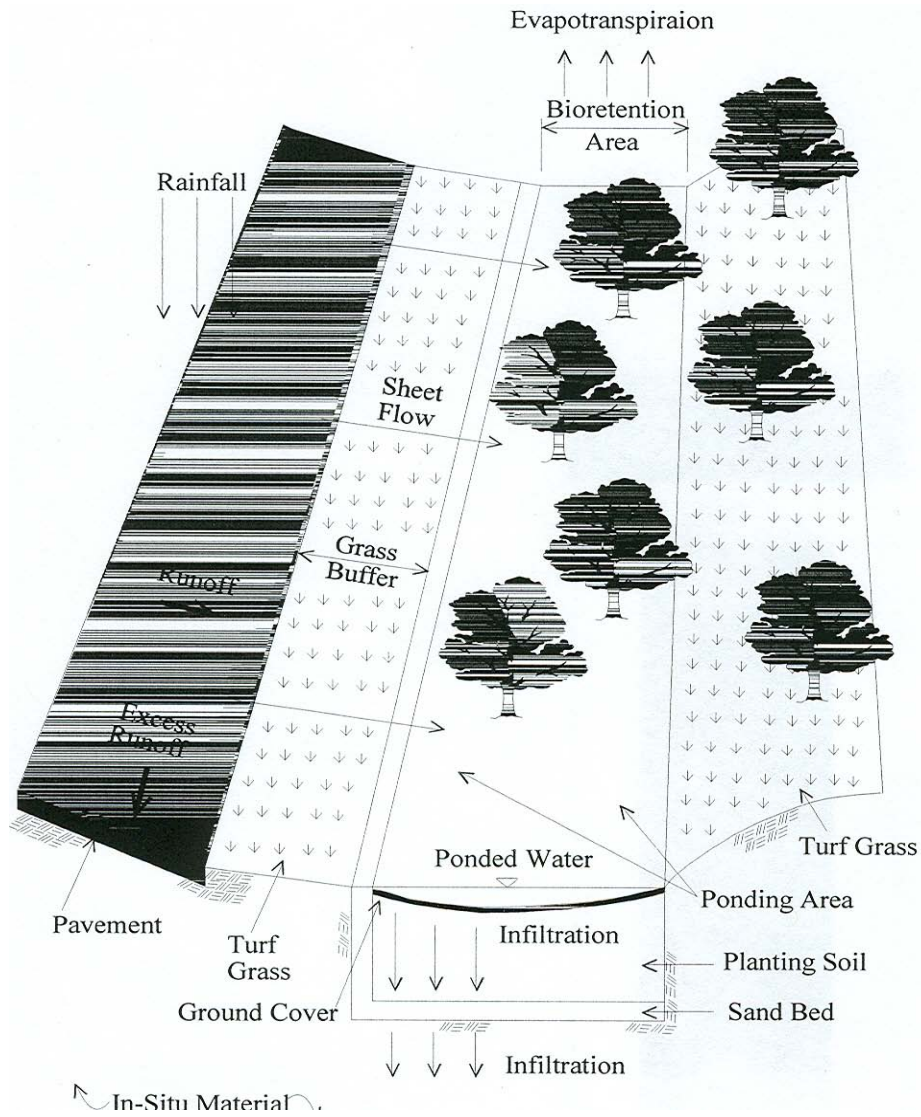 Evapotranspiraion
Bioretention
Area
Rainfall
Sheet
Flow
Grass
Buffer
Runoff
Excess
Runoff
Turf Grass
Ponded Water
Ponding Area
Pavement
Infiltration
Turf
Grass
Planting Soil
Ground Cover
Sand Bed
Infiltration
In-Situ Material